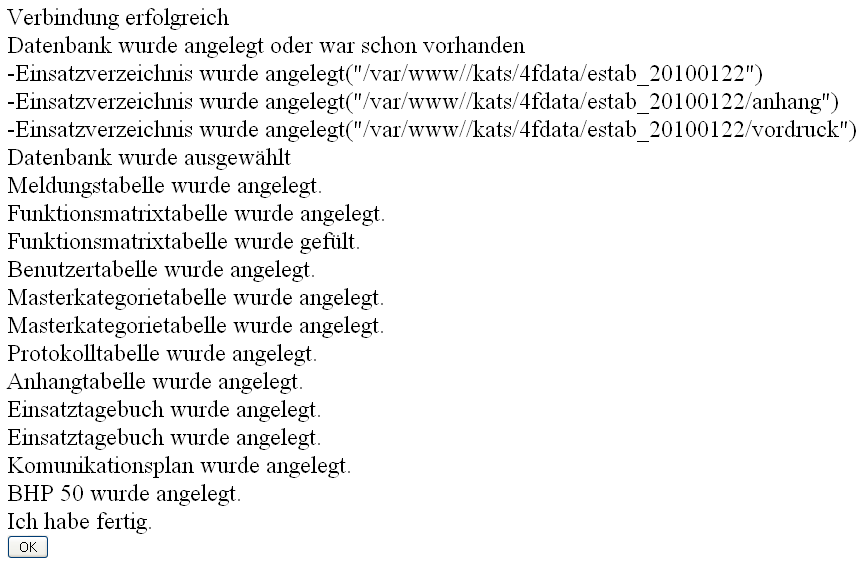 Verbindung erfolgreich
Datenbank wurde angelegt oder war schon vorhanden
-Einsatzverzeichnis wurde angelegt("/var/www//kats/4fdata/estab_20100122")
-Einsatzverzeichnis wurde angelegt("/var/www//kats/4fdata/estab_20100122/anhang")
-Einsatzverzeichnis wurde angelegt("/var/www//kats/4fdata/estab_20100122/vordruck")
Datenbank wurde ausgewählt
Meldungstabelle wurde angelegt.
Funktionsmatrixtabelle wurde angelegt.
Funktionsmatrixtabelle wurde gefült.
Benutzertabelle wurde angelegt.
Masterkategorietabelle wurde angelegt.
Masterkategorietabelle wurde angelegt.
Protokolltabelle wurde angelegt.
Anhangtabelle wurde angelegt.
Einsatztagebuch wurde angelegt.
Einsatztagebuch wurde angelegt.
Komunikationsplan wurde angelegt.
BHP 50 wurde angelegt.
Ich habe fertig.
OK